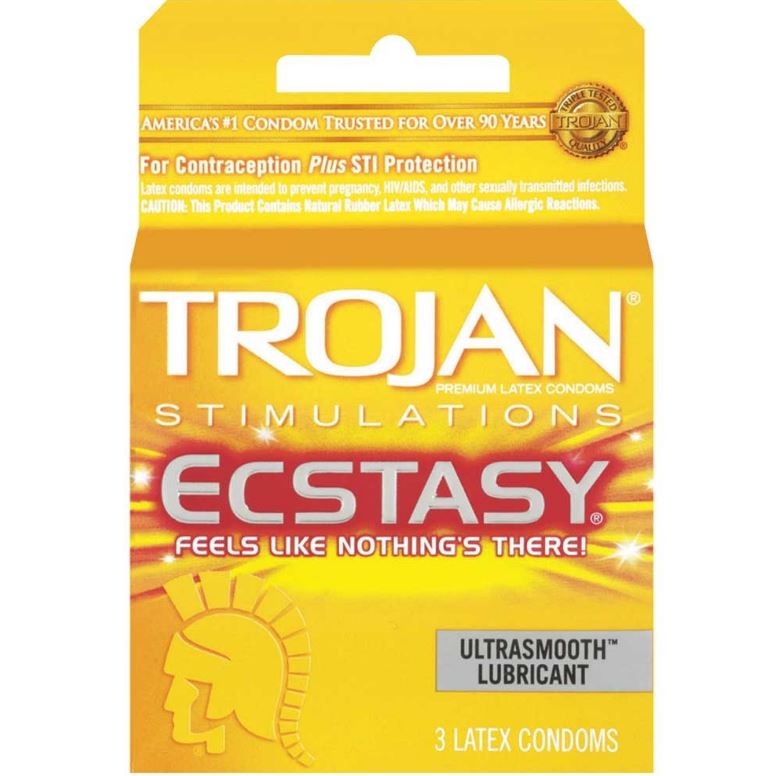 AMERICA'S #1 CONDOM TRUSTED FOR OVER 90 YEARS
TRIPLE TESTED
TROJAN
QUALITY
®
For Contraception Plus STI Protection
Latex condoms are intended to prevent pregnancy, HIV/AIDS, and other sexually transmitted infections.
CAUTION: This Product Contains Natural Rubber Latex Which May Cause Allergic Reactions.
TROJAN®
PREMIUM LATEX CONDOMS
STIMULATIONS
ECSTASY®
FEELS LIKE NOTHING'S THERE!
ULTRASMOOTH™
LUBRICANT
®
3 LATEX CONDOMS